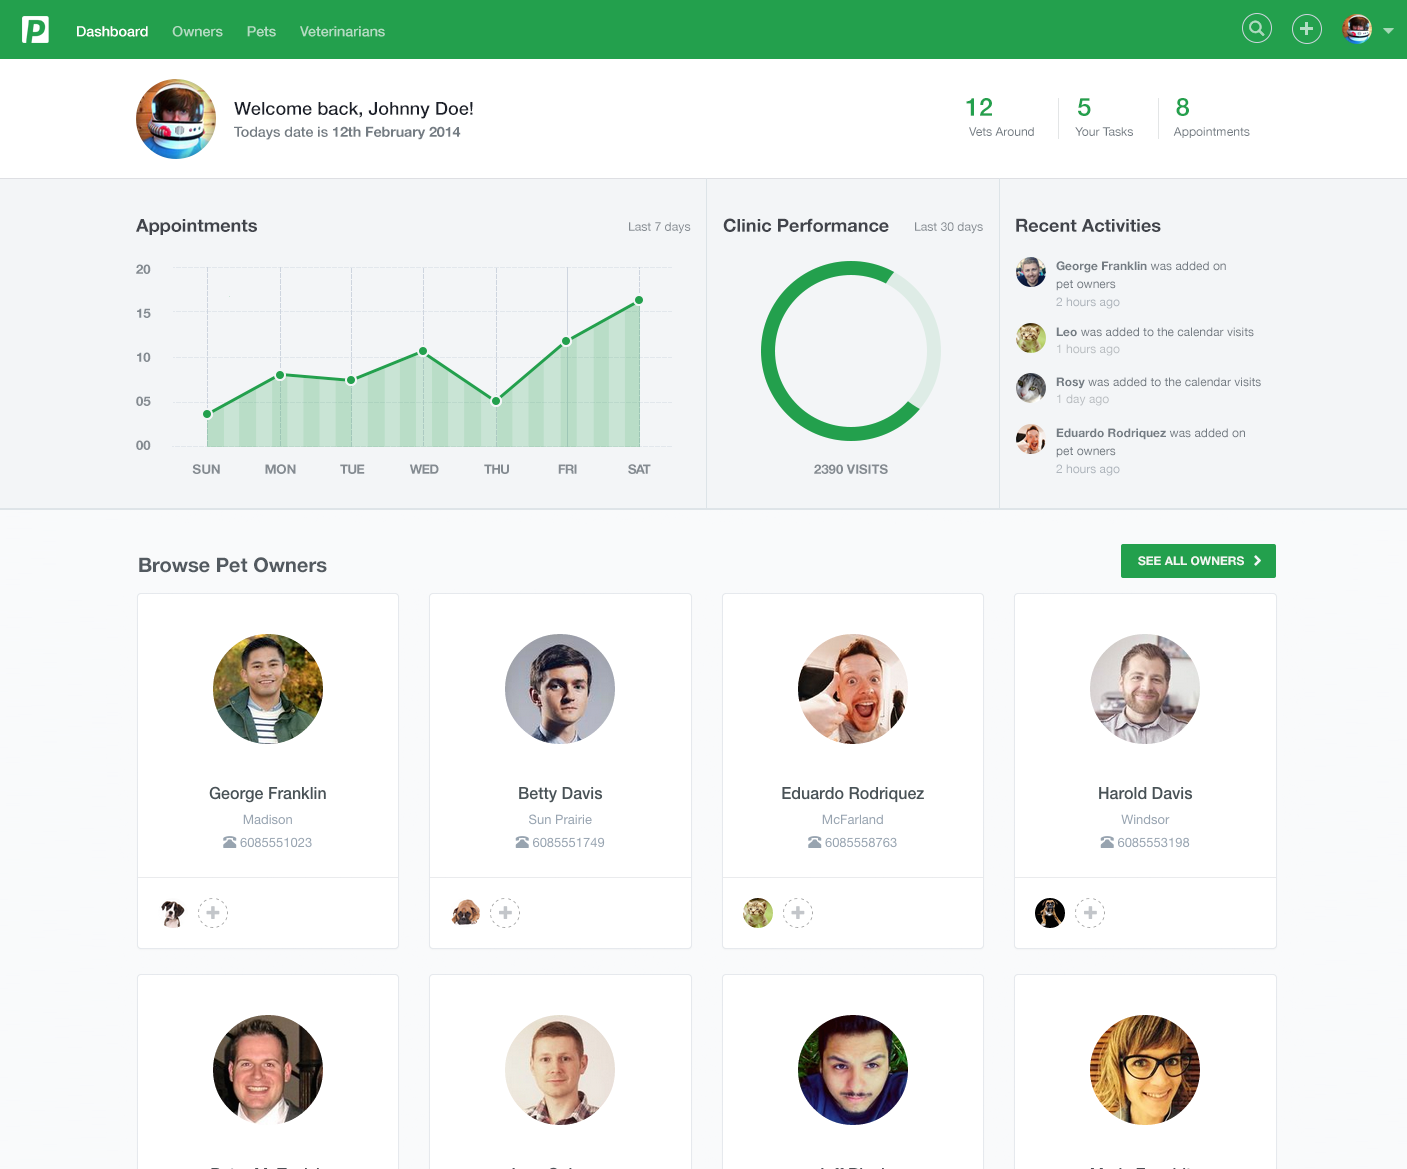 P
Dashboard Owners Pets Veterinarians
Welcome back, Johnny Doe!
Todays date is 12th February 2014
12 5 8
Vets Around Your Tasks Appointments
Appointments
Last 7 days
20
15
10
05
00
SUN MON TUE WED THU FRI SAT
Clinic Performance
Last 30 days
2390 VISITS
Recent Activities
George Franklin was added on
pet owners
2 hours ago
Leo was added to the calendar visits
1 hours ago
Rosy was added to the calendar visits
1 day ago
Eduardo Rodriquez was added on
pet owners
2 hours ago
Browse Pet Owners
SEE ALL OWNERS
George Franklin
Madison
6085551023
Betty Davis
Sun Prairie
6085551749
Eduardo Rodriquez
McFarland
6085558763
Harold Davis
Windsor
6085553198